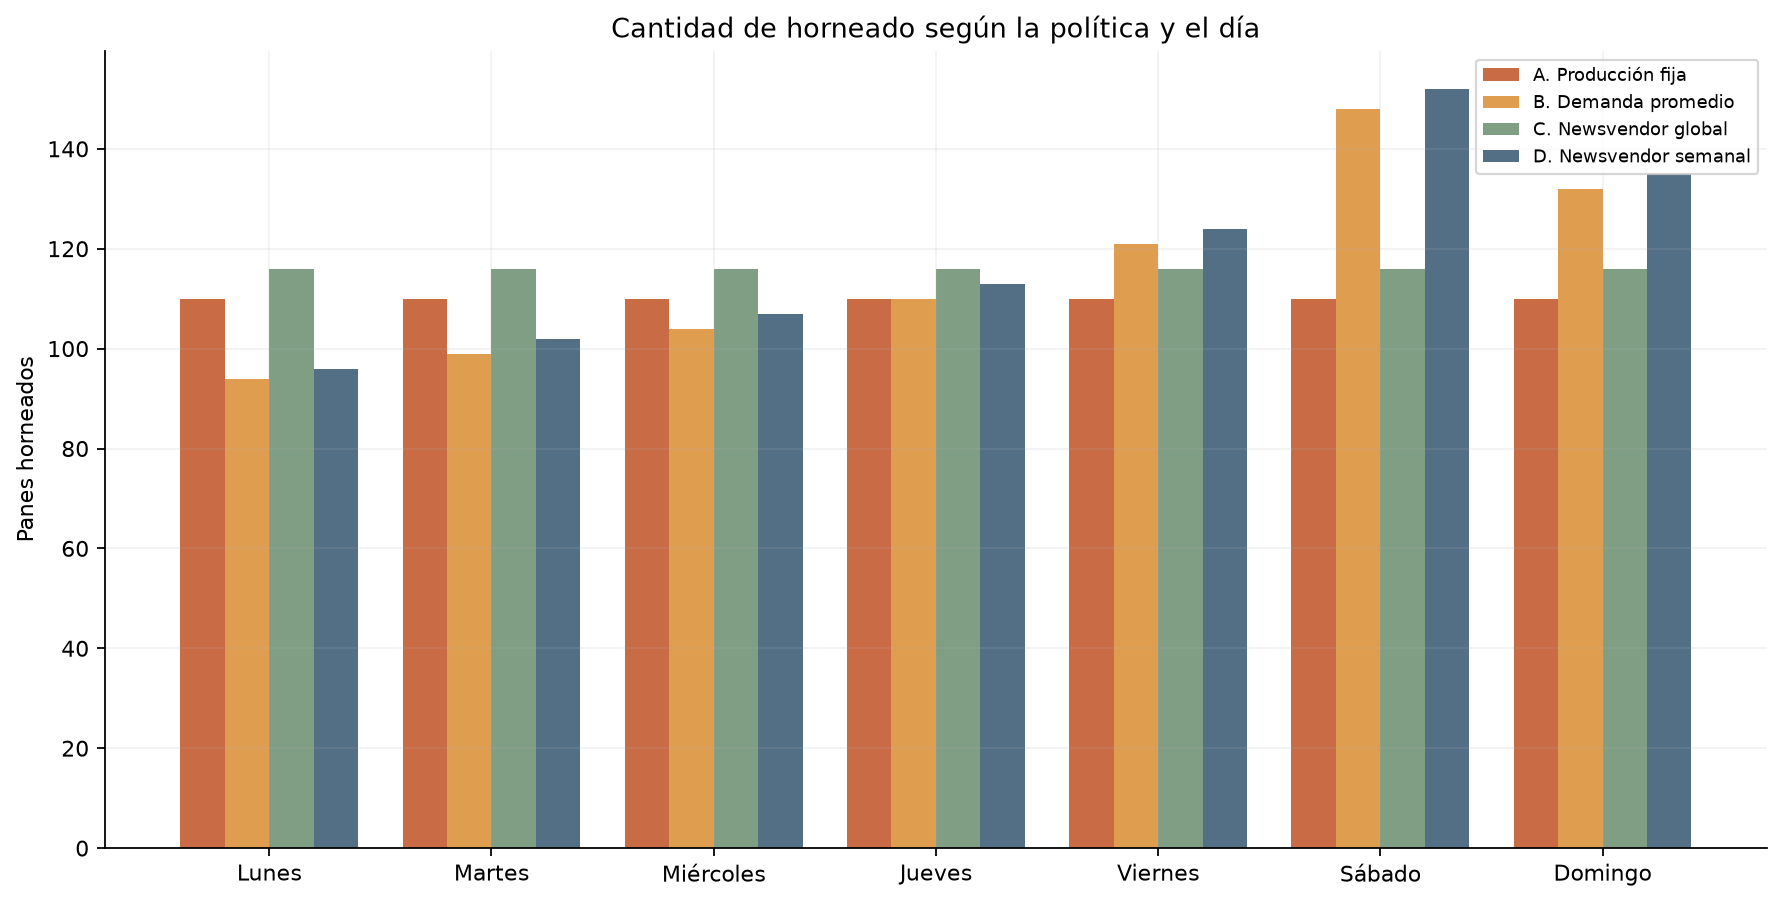 Cantidad de horneado según la política y el día
A. Producción fija
B. Demanda promedio
C. Newsvendor global
D. Newsvendor semanal
Panes horneados
140
120
100
80
60
40
20
0
Lunes Martes Miércoles Jueves Viernes Sábado Domingo